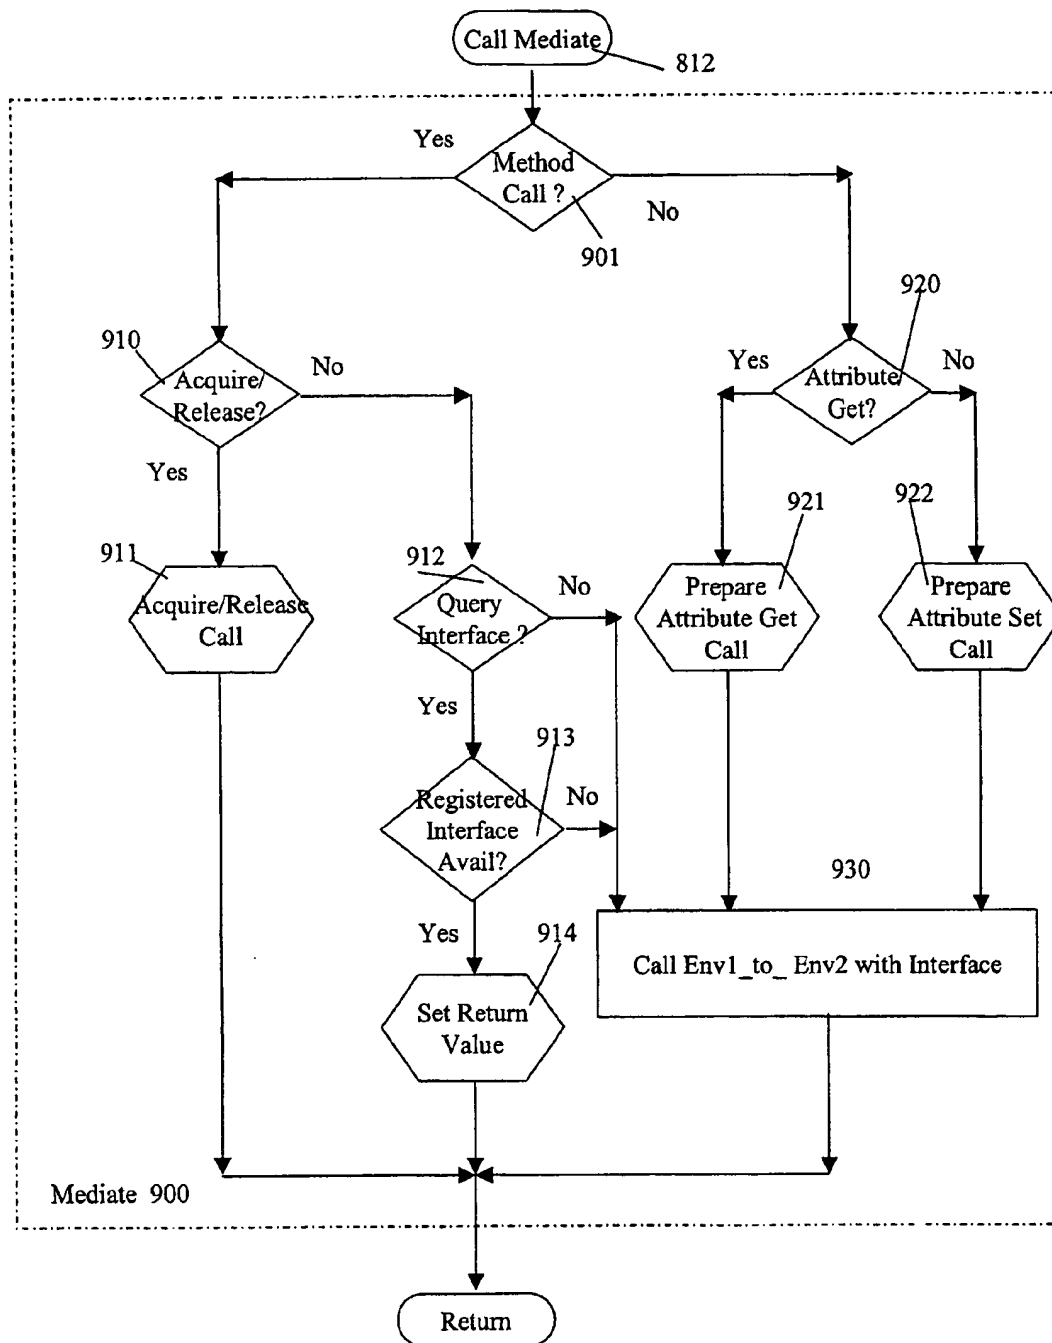 Call Mediate
812
Yes
Method
Call ?
No
901
920
910
Acquire/
Release?
No
Yes
Attribute
Get?
No
Yes
921
922
911
Acquire/Release
Call
912
Query
Interface ?
No
Prepare
Attribute Get
Call
Prepare
Attribute Set
Call
Yes
913
Registered
Interface
Avail?
No
930
Yes
914
Call Env1_to_ Env2 with Interface
Set Return
Value
Mediate 900
Return